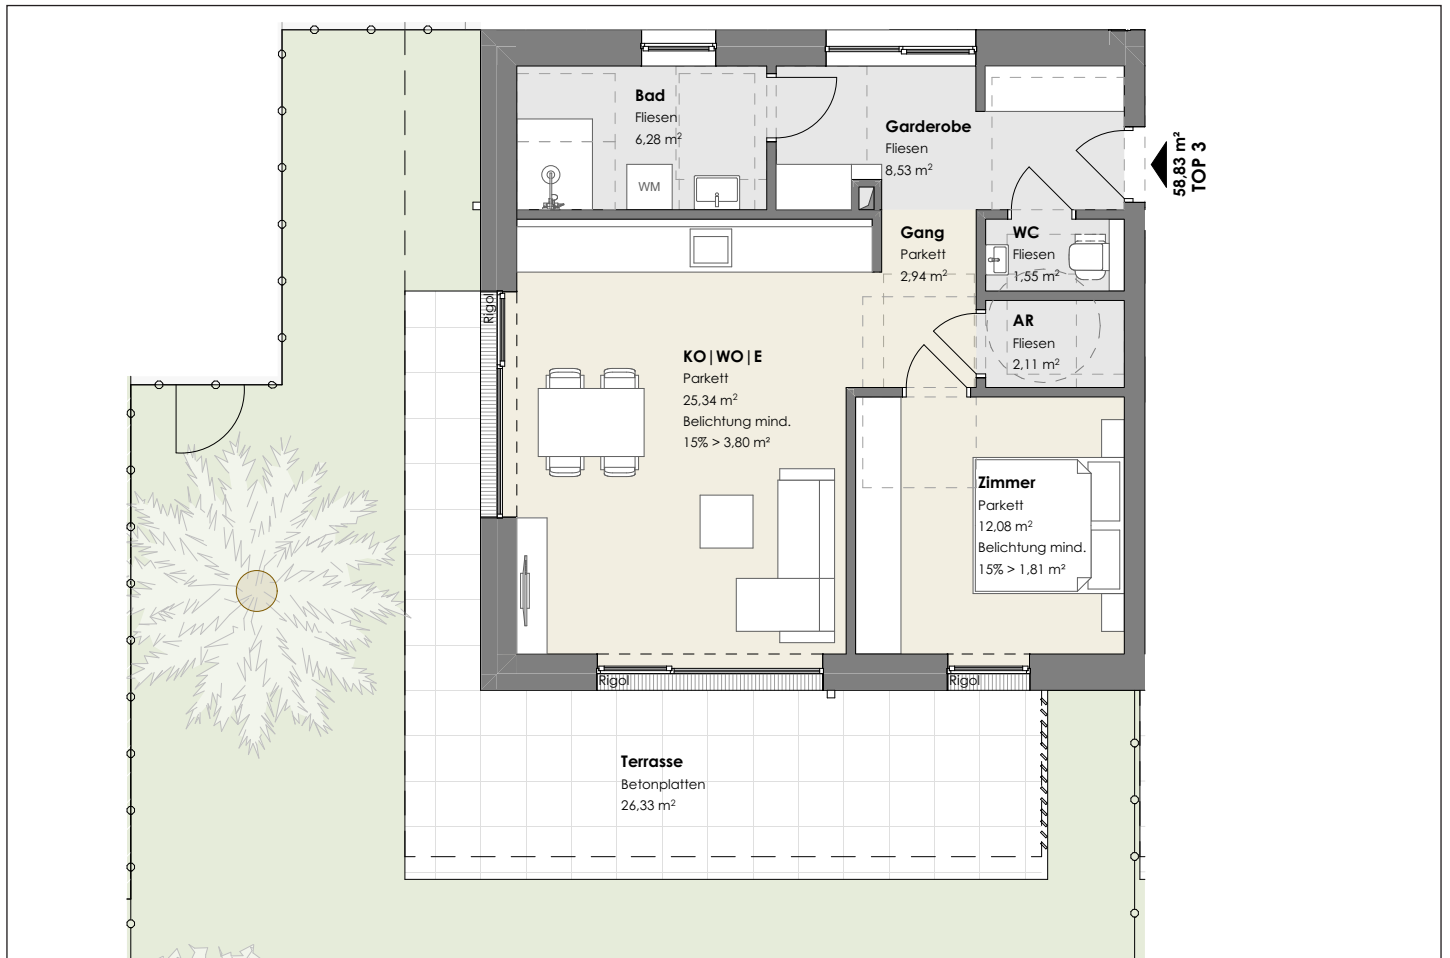 Bad
Fliesen
6,28 m²
WM
Garderobe
Fliesen
8,53 m²
58,83 m²
TOP 3
Gang
Parkett
2,94 m²
WC
Fliesen
1,55 m²
AR
Fliesen
2,11 m²
Rigol
KO|WO|E
Parkett
25,34 m²
Belichtung mind.
15% > 3,80 m²
Zimmer
Parkett
12,08 m²
Belichtung mind.
15% > 1,81 m²
Rigol
Rigol
Terrasse
Betonplatten
26,33 m²